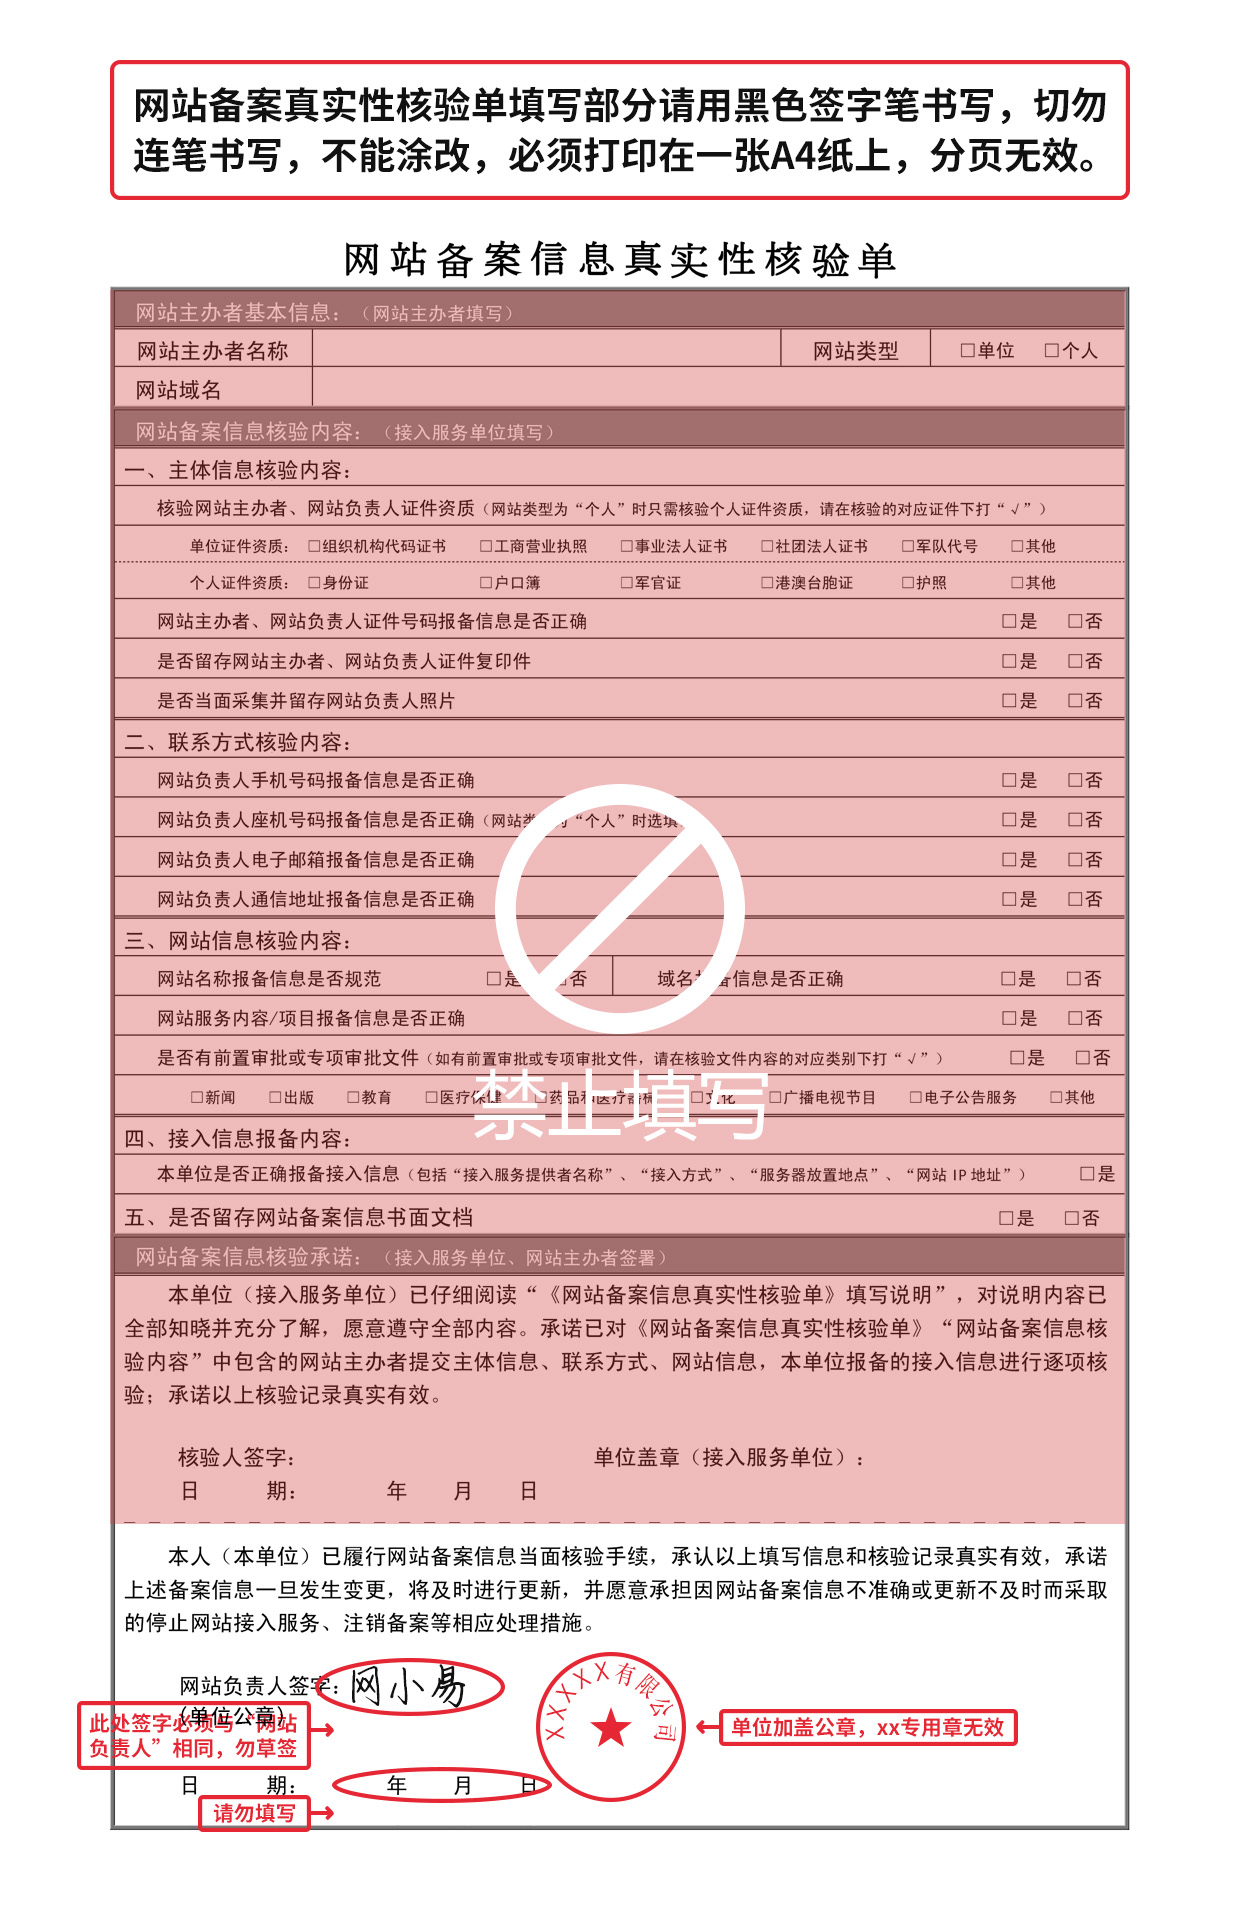 网站备案真实性核验单填写部分请用黑色签字笔书写，切勿
连笔书写，不能涂改，必须打印在一张A4纸上，分页无效。
网站备案信息真实性核验单
网站主办者基本信息：（网站主办者填写）
网站主办者名称 网站类型 □单位 □个人
网站域名
网站备案信息核验内容：（接入服务单位填写）
一、主体信息核验内容：
核验网站主办者、网站负责人证件资质（网站类型为“个人”时只需核验个人证件资质，请在核验的对应证件下打“√”）
单位证件资质： □组织机构代码证书 □工商营业执照 □事业法人证书 □社团法人证书 □军队代号 □其他
个人证件资质： □身份证 □户口簿 □军官证 □港澳台胞证 □护照 □其他
网站主办者、网站负责人证件号码报备信息是否正确 □是 □否
是否留存网站主办者、网站负责人证件复印件 □是 □否
是否当面采集并留存网站负责人照片 □是 □否
二、联系方式核验内容：
网站负责人手机号码报备信息是否正确 □是 □否
网站负责人座机号码报备信息是否正确（网站类型为“个人”时选填） □是 □否
网站负责人电子邮箱报备信息是否正确 □是 □否
网站负责人通信地址报备信息是否正确 □是 □否
三、网站信息核验内容：
网站名称报备信息是否规范 □是 □否 域名报备信息是否正确 □是 □否
网站服务内容/项目报备信息是否正确 □是 □否
是否有前置审批或专项审批文件（如有前置审批或专项审批文件，请在核验文件内容的对应类别下打“√”） □是 □否
□新闻 □出版 □教育 □医疗保健 □药品和医疗器械 □文化 □广播电视节目 □电子公告服务 □其他
禁止填写
四、接入信息报备内容：
本单位是否正确报备接入信息（包括“接入服务提供者名称”、“接入方式”、“服务器放置地点”、“网站 IP 地址”） □是
五、是否留存网站备案信息书面文档 □是 □否
网站备案信息核验承诺：（接入服务单位、网站主办者签署）
本单位（接入服务单位）已仔细阅读“《网站备案信息真实性核验单》填写说明”，对说明内容已
全部知晓并充分了解，愿意遵守全部内容。承诺已对《网站备案信息真实性核验单》“网站备案信息核
验内容”中包含的网站主办者提交主体信息、联系方式、网站信息，本单位报备的接入信息进行逐项核
验；承诺以上核验记录真实有效。
核验人签字： 单位盖章（接入服务单位）：
日 期： 年 月 日
本人（本单位）已履行网站备案信息当面核验手续，承认以上填写信息和核验记录真实有效，承诺
上述备案信息一旦发生变更，将及时进行更新，并愿意承担因网站备案信息不准确或更新不及时而采取
的停止网站接入服务、注销备案等相应处理措施。
网站负责人签字： 网小易
（单位公章）
此处签字必须与“网站
负责人”相同，勿草签
XXXXX有限公司
单位加盖公章，xx专用章无效
日 期： 年 月 日
请勿填写